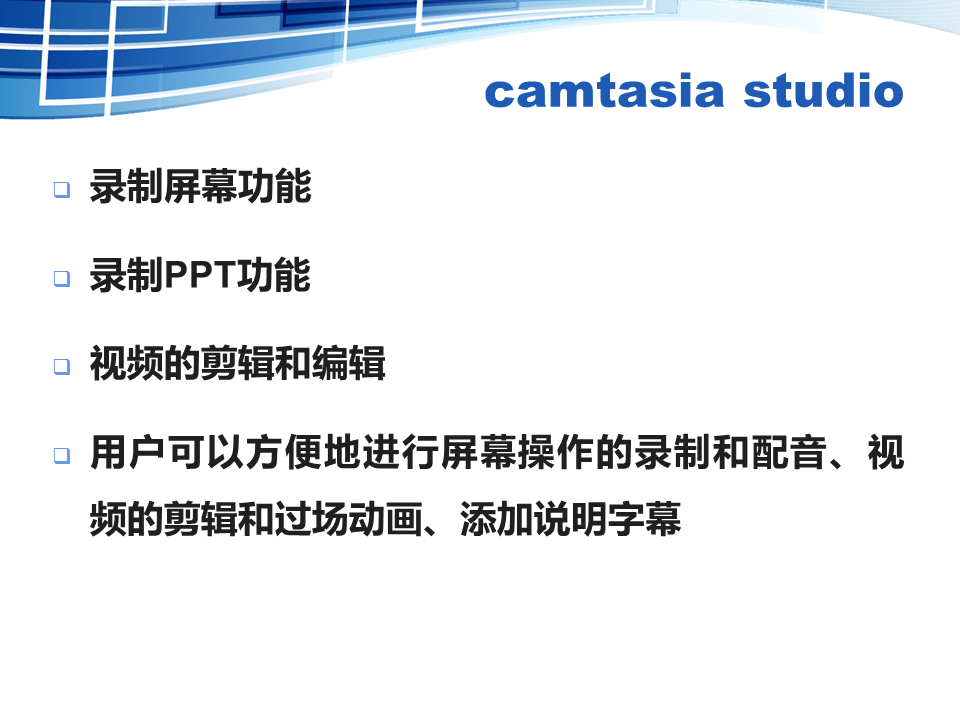 camtasia studio
录制屏幕功能
录制PPT功能
视频的剪辑和编辑
用户可以方便地进行屏幕操作的录制和配音、视
频的剪辑和过场动画、添加说明字幕